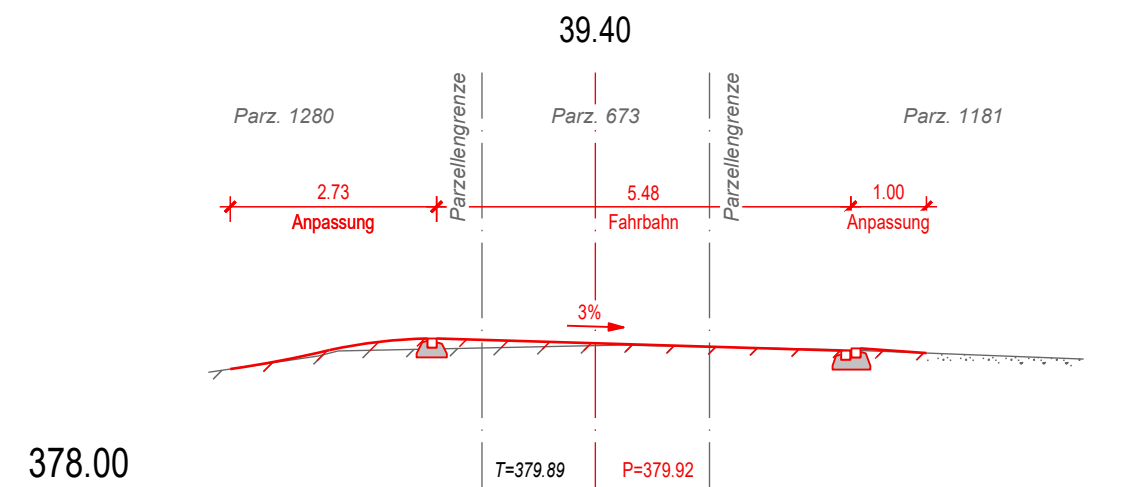 39.40
Parz. 1280
Parzellengrenze
Parz. 673
Parzellengrenze
Parz. 1181
2.73
5.48
1.00
Anpassung
Fahrbahn
Anpassung
3%
378.00
T=379.89
P=379.92